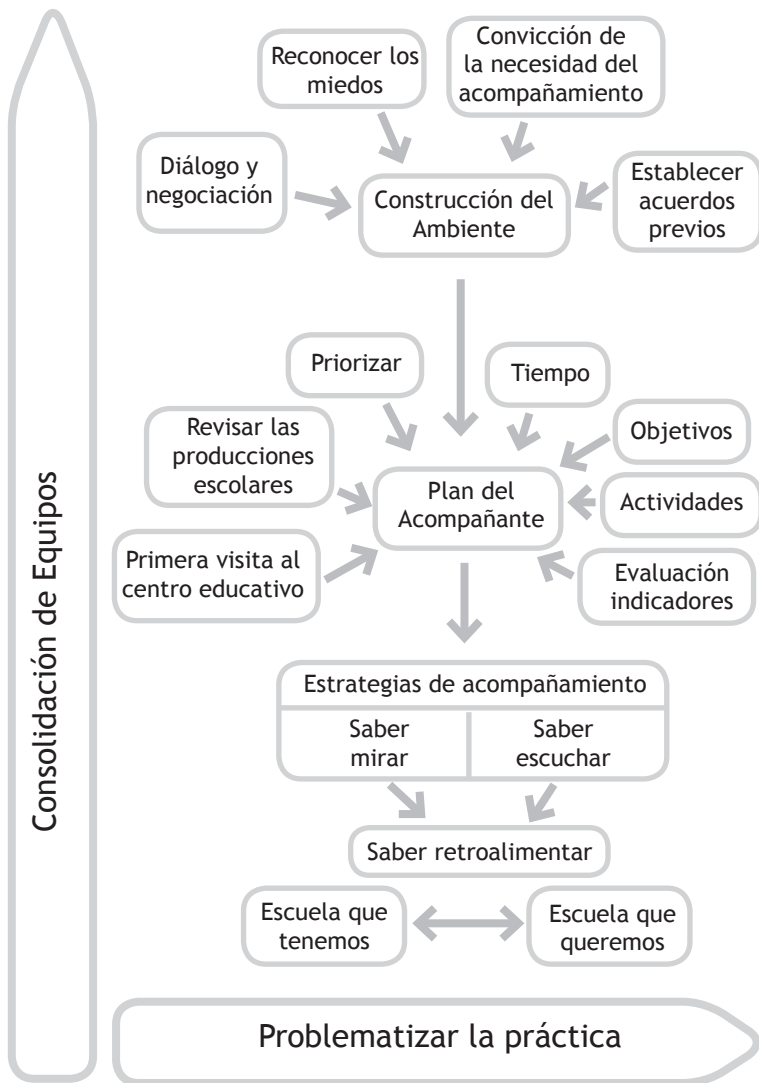 Reconocer los
miedos
Convicción de
la necesidad del
acompañamiento
Diálogo y
negociación
Construcción del
Ambiente
Establecer
acuerdos
previos
Priorizar
Tiempo
Revisar las
producciones
escolares
Objetivos
Plan del
Acompañante
Actividades
Primera visita al
centro educativo
Evaluación
indicadores
Estrategias de acompañamiento
Saber
mirar
Saber
escuchar
Saber retroalimentar
Escuela que
tenemos
Escuela que
queremos
Consolidación de Equipos
Problematizar la práctica